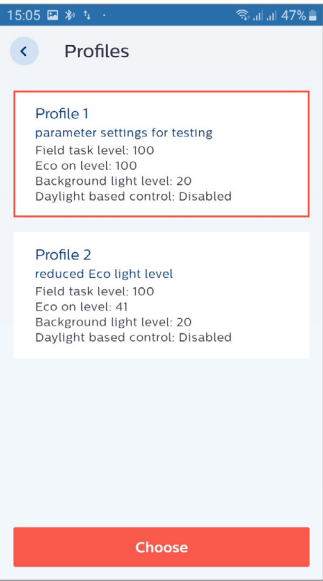 15:05 47%
Profiles
Profile 1
parameter settings for testing
Field task level: 100
Eco on level: 100
Background light level: 20
Daylight based control: Disabled
Profile 2
reduced Eco light level
Field task level: 100
Eco on level: 41
Background light level: 20
Daylight based control: Disabled
Choose